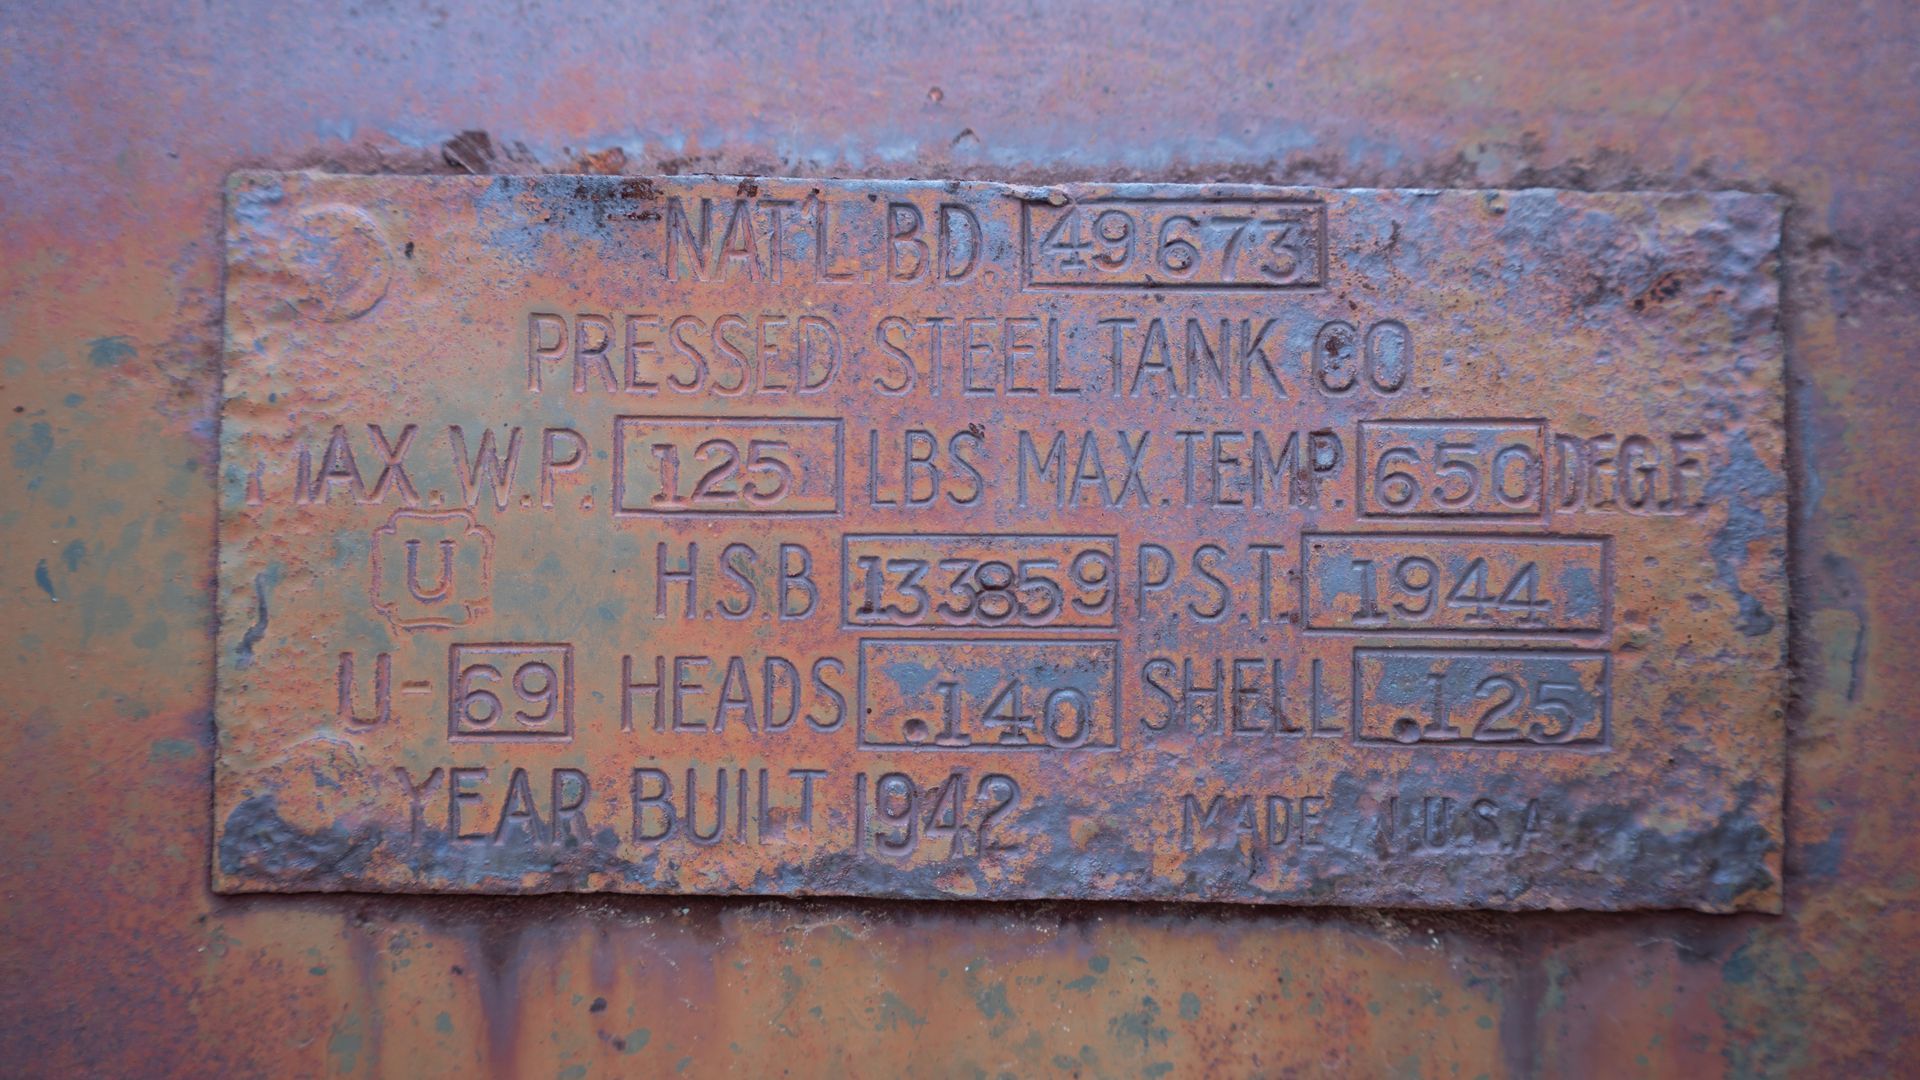 NAT'L BD. 49673
PRESSED STEEL TANK CO.
MAX. W.P. 125 LBS MAX. TEMP. 650 DEG.F.
U H.S.B 133859 P.S.T. 1944
U-69 HEADS .140 SHELL .125
YEAR BUILT 1942 MADE IN U.S.A.